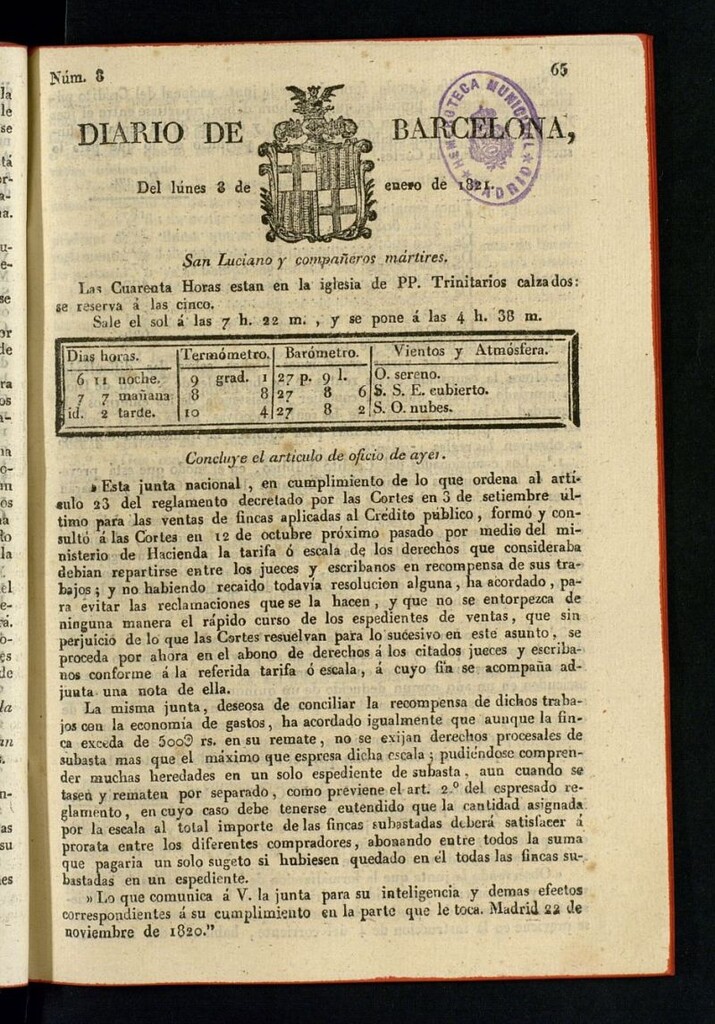 Núm. 8
65
DIARIO DE BARCELONA,
Del lúnes 8 de enero de 1821.
HEMEROTECA MUNICIPAL
MADRID
San Luciano y compañeros mártires.
Las Cuarenta Horas estan en la iglesia de PP. Trinitarios calzados:
se reserva á las cinco.
Sale el sol á las 7 h. 22 m., y se pone á las 4 h. 38 m.
Dias horas. Termómetro. Barómetro. Vientos y Atmósfera.
6 11 noche. 9 grad. 1 27 p. 9 l. O. sereno.
7 7 mañana 8 8 27 8 6 S. S. E. cubierto.
id. 2 tarde. 10 4 27 8 2 S. O. nubes.
Concluye el artículo de oficio de ayer.
»Esta junta nacional, en cumplimiento de lo que ordena al artí-
sulo 23 del reglamento decretado por las Cortes en 3 de setiembre úl-
timo para las ventas de fincas aplicadas al Crédito público, formó y con-
sultó á las Cortes en 12 de octubre próximo pasado por medio del mi-
nisterio de Hacienda la tarifa ó escala de los derechos que consideraba
debian repartirse entre los jueces y escribanos en recompensa de sus tra-
bajos; y no habiendo recaido todavía resolucion alguna, ha acordado, pa-
ra evitar las reclamaciones que se la hacen, y que no se entorpezca de
ninguna manera el rápido curso de los espedientes de ventas, que sin
perjuicio de lo que las Cortes resuelvan para lo sucesivo en este asunto, se
proceda por ahora en el abono de derechos á los citados jueces y escriba-
nos conforme á la referida tarifa ó escala, á cuyo fin se acompaña ad-
junta una nota de ella.
La misma junta, deseosa de conciliar la recompensa de dichos traba-
jos con la economía de gastos, ha acordado igualmente que aunque la fin-
ca exceda de 500@ rs. en su remate, no se exijan derechos procesales de
subasta mas que el máximo que espresa dicha escala; pudiéndose compren-
der muchas heredades en un solo espediente de subasta, aun cuando se
tasen y rematen por separado, como previene el art. 2.º del espresado re-
glamento, en cuyo caso debe tenerse entendido que la cantidad asignada
por la escala al total importe de las fincas subastadas deberá satisfacer á
prorata entre los diferentes compradores, abonando entre todos la suma
que pagaria un solo sugeto si hubiesen quedado en él todas las fincas su-
bastadas en un espediente.
»Lo que comunica á V. la junta para su inteligencia y demas efectos
correspondientes á su cumplimiento en la parte que le toca. Madrid 22 de
noviembre de 1820."